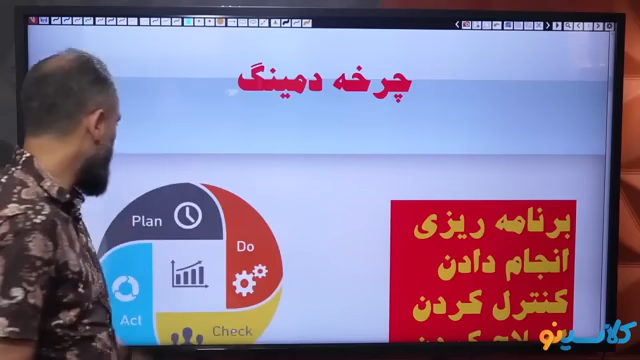 چرخه دمینگ
Plan
Do
Act
Check
برنامه ریزی
انجام دادن
کنترل کردن
کلاسینو